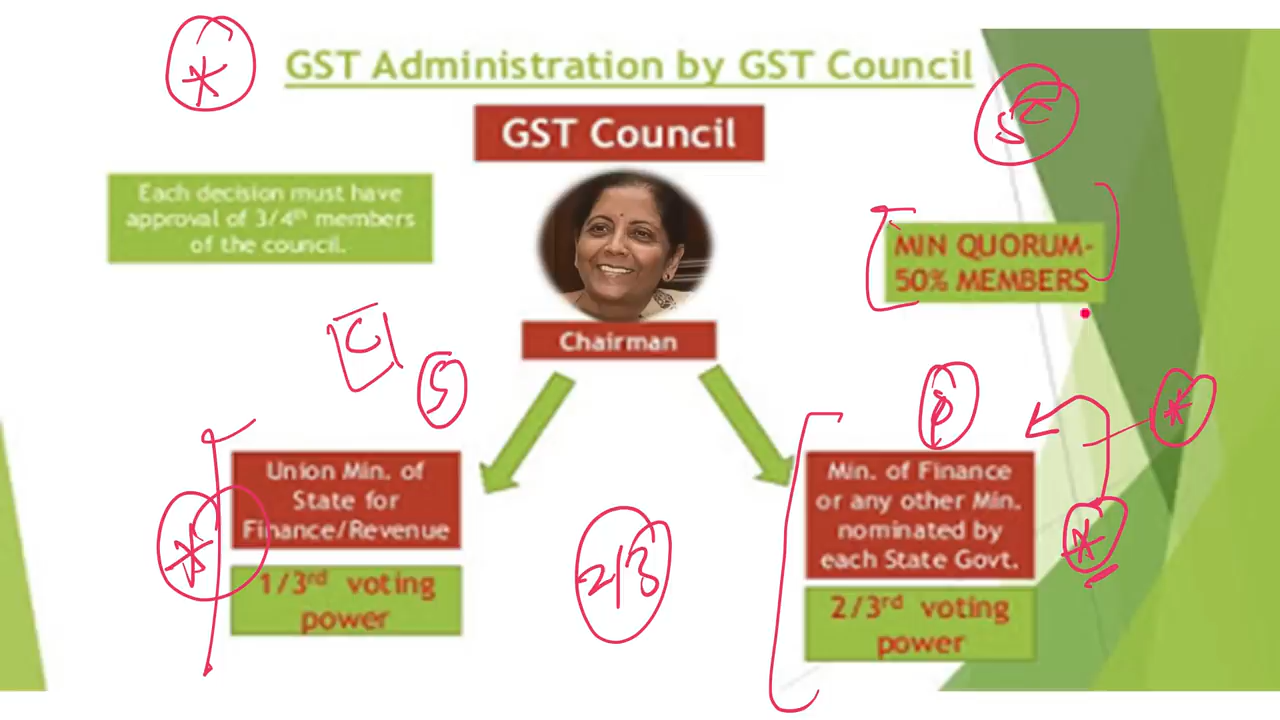 GST Administration by GST Council
GST Council
Each decision must have
approval of 3/4th members
of the council.
MIN QUORUM-
50% MEMBERS
Chairman
C
S
Union Min. of
State for
Finance/Revenue
1/3rd voting
power
2/3
Min. of Finance
or any other Min.
nominated by
each State Govt.
2/3rd voting
power